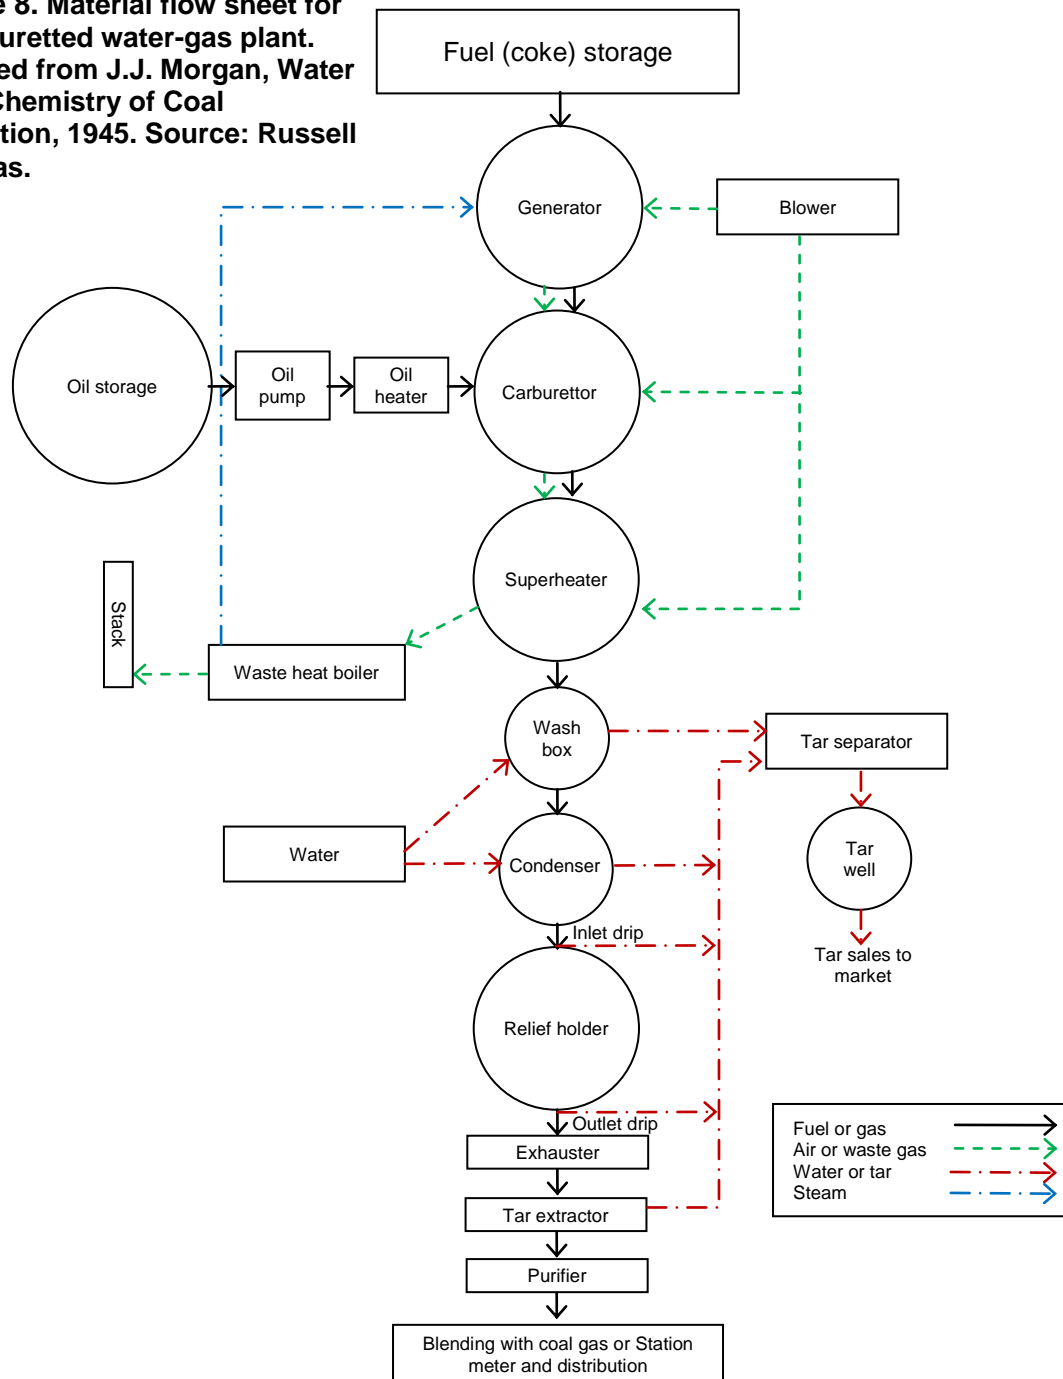 8. Material flow sheet for
water-gas plant.
from J.J. Morgan, Water
Chemistry of Coal
1945. Source: Russell
Fuel (coke) storage
Generator
Blower
Oil storage
Oil
pump
Oil
heater
Carburettor
Superheater
Stack
Waste heat boiler
Wash
box
Tar separator
Water
Condenser
Tar
well
Inlet drip
Tar sales to
market
Relief holder
Outlet drip
Exhauster
Tar extractor
Purifier
Blending with coal gas or Station
meter and distribution
Fuel or gas
Air or waste gas
Water or tar
Steam